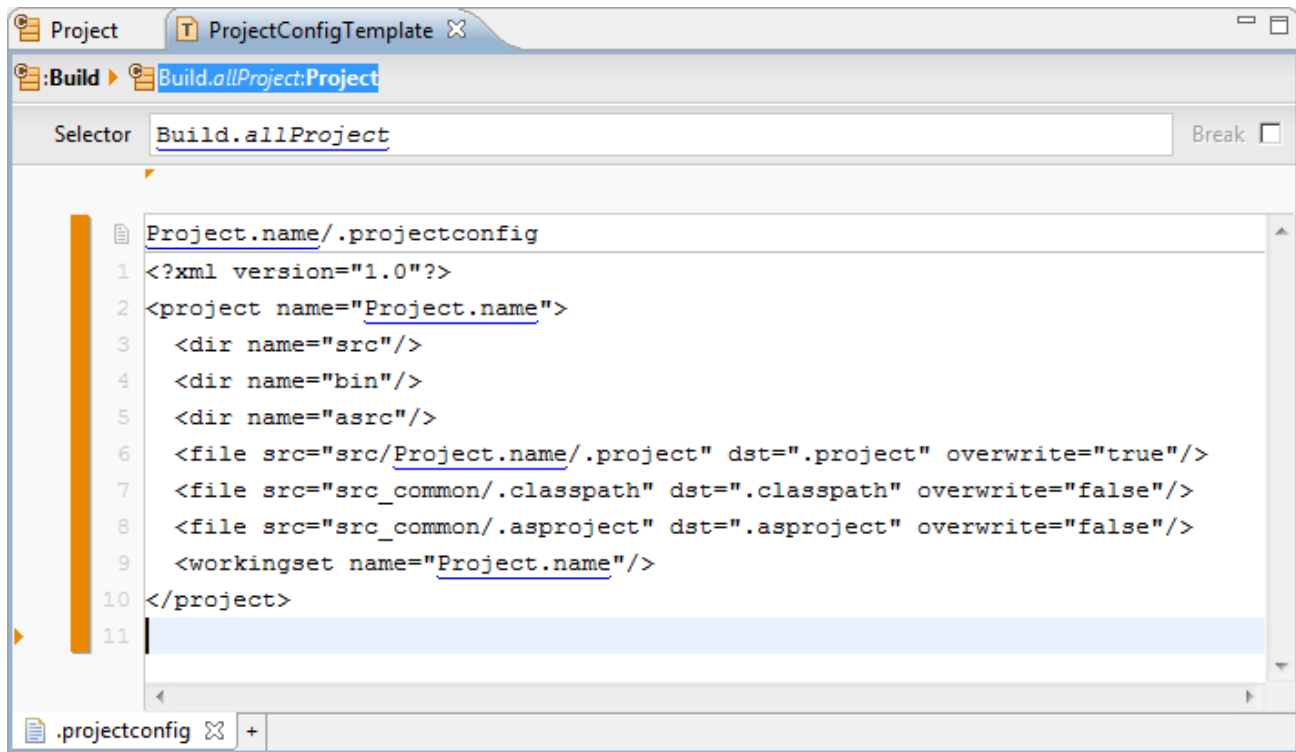 Project ProjectConfigTemplate
:Build Build.allProject:Project
Selector Build.allProject Break
Project.name/.projectconfig
1 <?xml version="1.0"?>
2 <project name="Project.name">
3 <dir name="src"/>
4 <dir name="bin"/>
5 <dir name="asrc"/>
6 <file src="src/Project.name/.project" dst=".project" overwrite="true"/>
7 <file src="src_common/.classpath" dst=".classpath" overwrite="false"/>
8 <file src="src_common/.asproject" dst=".asproject" overwrite="false"/>
9 <workingset name="Project.name"/>
10 </project>
11
.projectconfig +